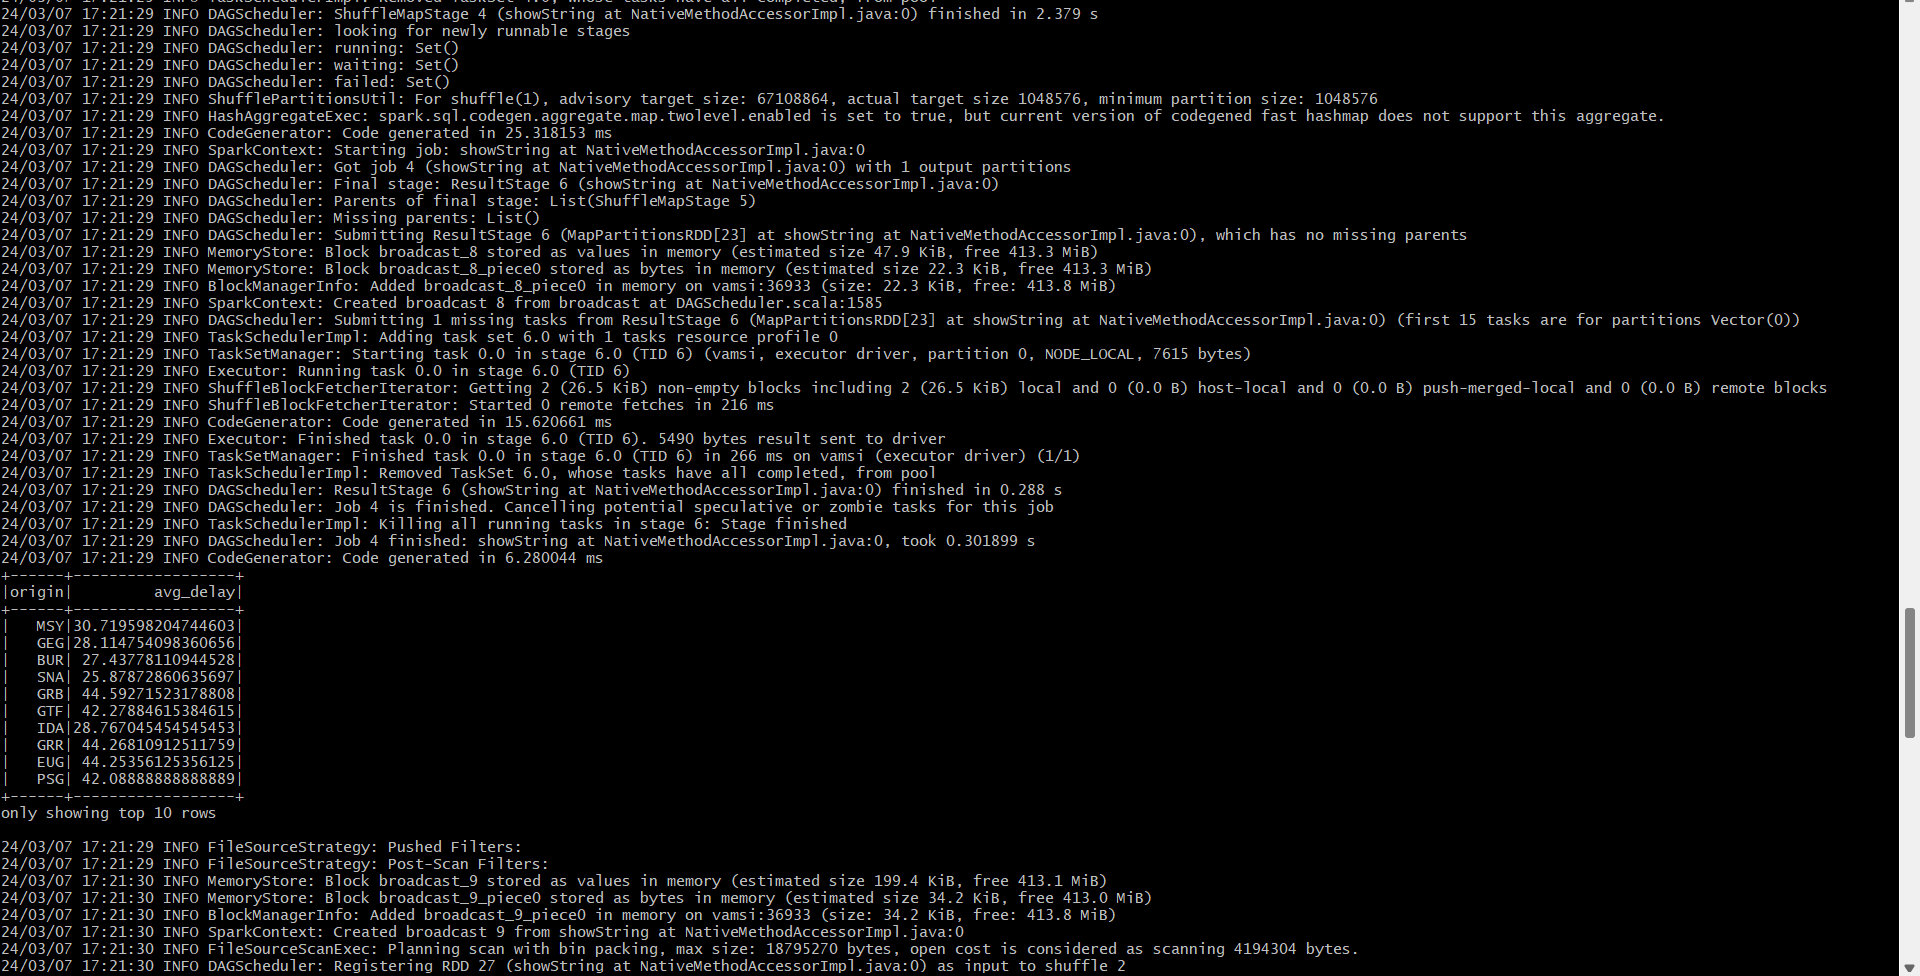 24/03/07 17:21:29 INFO TaskSchedulerImpl: Removed TaskSet 4.0, whose tasks have all completed, from pool
24/03/07 17:21:29 INFO DAGScheduler: ShuffleMapStage 4 (showString at NativeMethodAccessorImpl.java:0) finished in 2.379 s
24/03/07 17:21:29 INFO DAGScheduler: looking for newly runnable stages
24/03/07 17:21:29 INFO DAGScheduler: running: Set()
24/03/07 17:21:29 INFO DAGScheduler: waiting: Set()
24/03/07 17:21:29 INFO DAGScheduler: failed: Set()
24/03/07 17:21:29 INFO ShufflePartitionsUtil: For shuffle(1), advisory target size: 67108864, actual target size 1048576, minimum partition size: 1048576
24/03/07 17:21:29 INFO HashAggregateExec: spark.sql.codegen.aggregate.map.twolevel.enabled is set to true, but current version of codegened fast hashmap does not support this aggregate.
24/03/07 17:21:29 INFO CodeGenerator: Code generated in 25.318153 ms
24/03/07 17:21:29 INFO SparkContext: Starting job: showString at NativeMethodAccessorImpl.java:0
24/03/07 17:21:29 INFO DAGScheduler: Got job 4 (showString at NativeMethodAccessorImpl.java:0) with 1 output partitions
24/03/07 17:21:29 INFO DAGScheduler: Final stage: ResultStage 6 (showString at NativeMethodAccessorImpl.java:0)
24/03/07 17:21:29 INFO DAGScheduler: Parents of final stage: List(ShuffleMapStage 5)
24/03/07 17:21:29 INFO DAGScheduler: Missing parents: List()
24/03/07 17:21:29 INFO DAGScheduler: Submitting ResultStage 6 (MapPartitionsRDD[23] at showString at NativeMethodAccessorImpl.java:0), which has no missing parents
24/03/07 17:21:29 INFO MemoryStore: Block broadcast_8 stored as values in memory (estimated size 47.9 KiB, free 413.3 MiB)
24/03/07 17:21:29 INFO MemoryStore: Block broadcast_8_piece0 stored as bytes in memory (estimated size 22.3 KiB, free 413.3 MiB)
24/03/07 17:21:29 INFO BlockManagerInfo: Added broadcast_8_piece0 in memory on vamsi:36933 (size: 22.3 KiB, free: 413.8 MiB)
24/03/07 17:21:29 INFO SparkContext: Created broadcast 8 from broadcast at DAGScheduler.scala:1585
24/03/07 17:21:29 INFO DAGScheduler: Submitting 1 missing tasks from ResultStage 6 (MapPartitionsRDD[23] at showString at NativeMethodAccessorImpl.java:0) (first 15 tasks are for partitions Vector(0))
24/03/07 17:21:29 INFO TaskSchedulerImpl: Adding task set 6.0 with 1 tasks resource profile 0
24/03/07 17:21:29 INFO TaskSetManager: Starting task 0.0 in stage 6.0 (TID 6) (vamsi, executor driver, partition 0, NODE_LOCAL, 7615 bytes)
24/03/07 17:21:29 INFO Executor: Running task 0.0 in stage 6.0 (TID 6)
24/03/07 17:21:29 INFO ShuffleBlockFetcherIterator: Getting 2 (26.5 KiB) non-empty blocks including 2 (26.5 KiB) local and 0 (0.0 B) host-local and 0 (0.0 B) push-merged-local and 0 (0.0 B) remote blocks
24/03/07 17:21:29 INFO ShuffleBlockFetcherIterator: Started 0 remote fetches in 216 ms
24/03/07 17:21:29 INFO CodeGenerator: Code generated in 15.620661 ms
24/03/07 17:21:29 INFO Executor: Finished task 0.0 in stage 6.0 (TID 6). 5490 bytes result sent to driver
24/03/07 17:21:29 INFO TaskSetManager: Finished task 0.0 in stage 6.0 (TID 6) in 266 ms on vamsi (executor driver) (1/1)
24/03/07 17:21:29 INFO TaskSchedulerImpl: Removed TaskSet 6.0, whose tasks have all completed, from pool
24/03/07 17:21:29 INFO DAGScheduler: ResultStage 6 (showString at NativeMethodAccessorImpl.java:0) finished in 0.288 s
24/03/07 17:21:29 INFO DAGScheduler: Job 4 is finished. Cancelling potential speculative or zombie tasks for this job
24/03/07 17:21:29 INFO TaskSchedulerImpl: Killing all running tasks in stage 6: Stage finished
24/03/07 17:21:29 INFO DAGScheduler: Job 4 finished: showString at NativeMethodAccessorImpl.java:0, took 0.301899 s
24/03/07 17:21:29 INFO CodeGenerator: Code generated in 6.280044 ms
+------+------------------+
|origin|         avg_delay|
+------+------------------+
|   MSY|30.719598204744603|
|   GEG|28.114754098360656|
|   BUR| 27.43778110944528|
|   SNA| 25.87872860635697|
|   GRB| 44.59271523178808|
|   GTF| 42.27884615384615|
|   IDA|28.767045454545453|
|   GRR| 44.26810912511759|
|   EUG| 44.25356125356125|
|   PSG| 42.08888888888889|
+------+------------------+
only showing top 10 rows
24/03/07 17:21:29 INFO FileSourceStrategy: Pushed Filters:
24/03/07 17:21:29 INFO FileSourceStrategy: Post-Scan Filters:
24/03/07 17:21:30 INFO MemoryStore: Block broadcast_9 stored as values in memory (estimated size 199.4 KiB, free 413.1 MiB)
24/03/07 17:21:30 INFO MemoryStore: Block broadcast_9_piece0 stored as bytes in memory (estimated size 34.2 KiB, free 413.0 MiB)
24/03/07 17:21:30 INFO BlockManagerInfo: Added broadcast_9_piece0 in memory on vamsi:36933 (size: 34.2 KiB, free: 413.8 MiB)
24/03/07 17:21:30 INFO SparkContext: Created broadcast 9 from showString at NativeMethodAccessorImpl.java:0
24/03/07 17:21:30 INFO FileSourceScanExec: Planning scan with bin packing, max size: 18795270 bytes, open cost is considered as scanning 4194304 bytes.
24/03/07 17:21:30 INFO DAGScheduler: Registering RDD 27 (showString at NativeMethodAccessorImpl.java:0) as input to shuffle 2